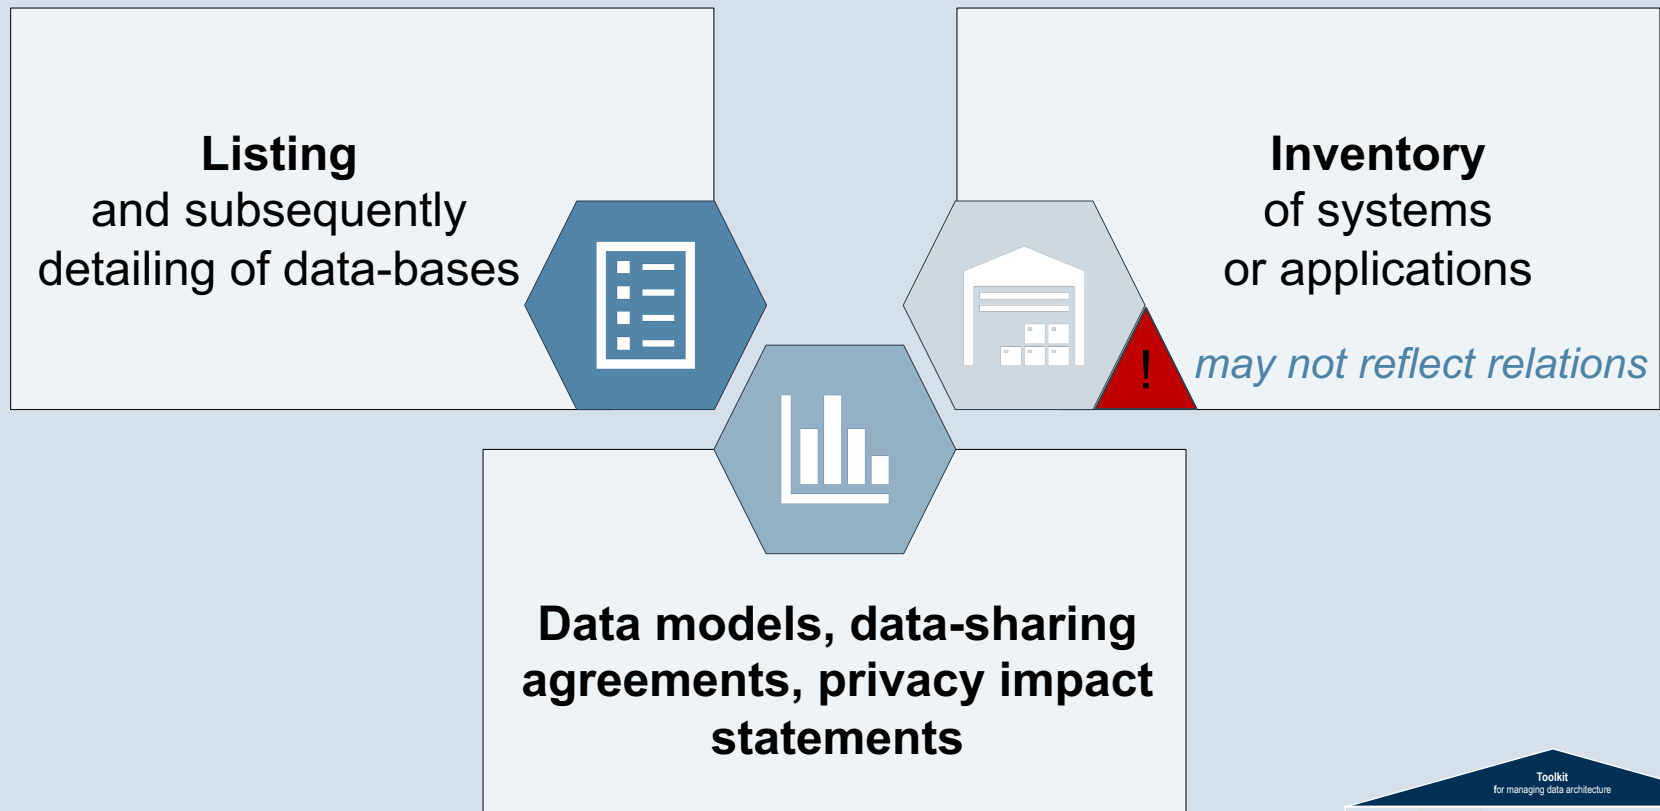 Listing
and subsequently
detailing of data-bases
Inventory
of systems
or applications
!
may not reflect relations
Data models, data-sharing
agreements, privacy impact
statements
Toolkit
for managing data architecture